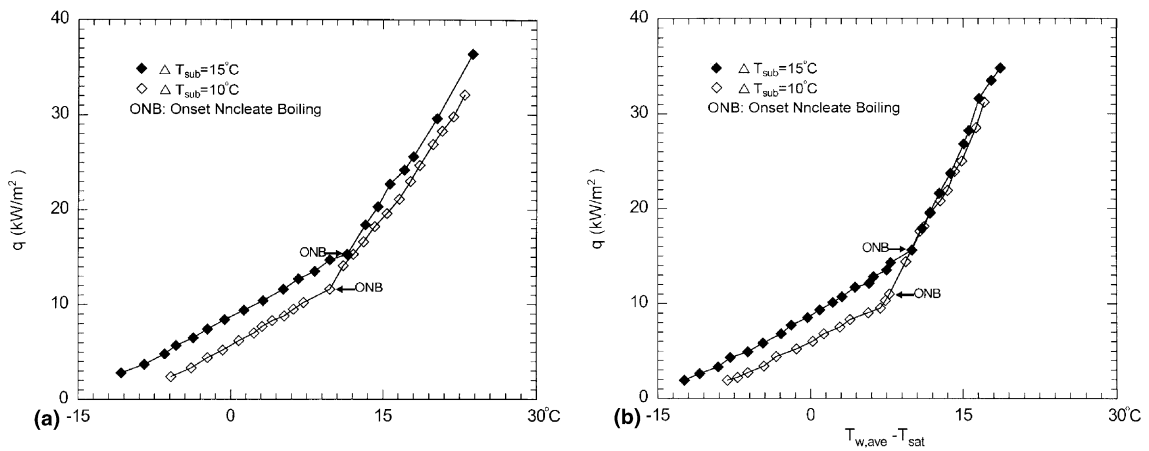 40
30
20
10
0
q (kW/m²)
◆ △ Tsub=15°C
◇ △ Tsub=10°C
ONB: Onset Nncleate Boiling
ONB
ONB
(a)
-15 0 15 30°C
40
30
20
10
0
q (kW/m²)
◆ △ Tsub=15°C
◇ △ Tsub=10°C
ONB: Onset Nncleate Boiling
ONB
ONB
(b)
-15 0 15 30°C
Tw,ave -Tsat